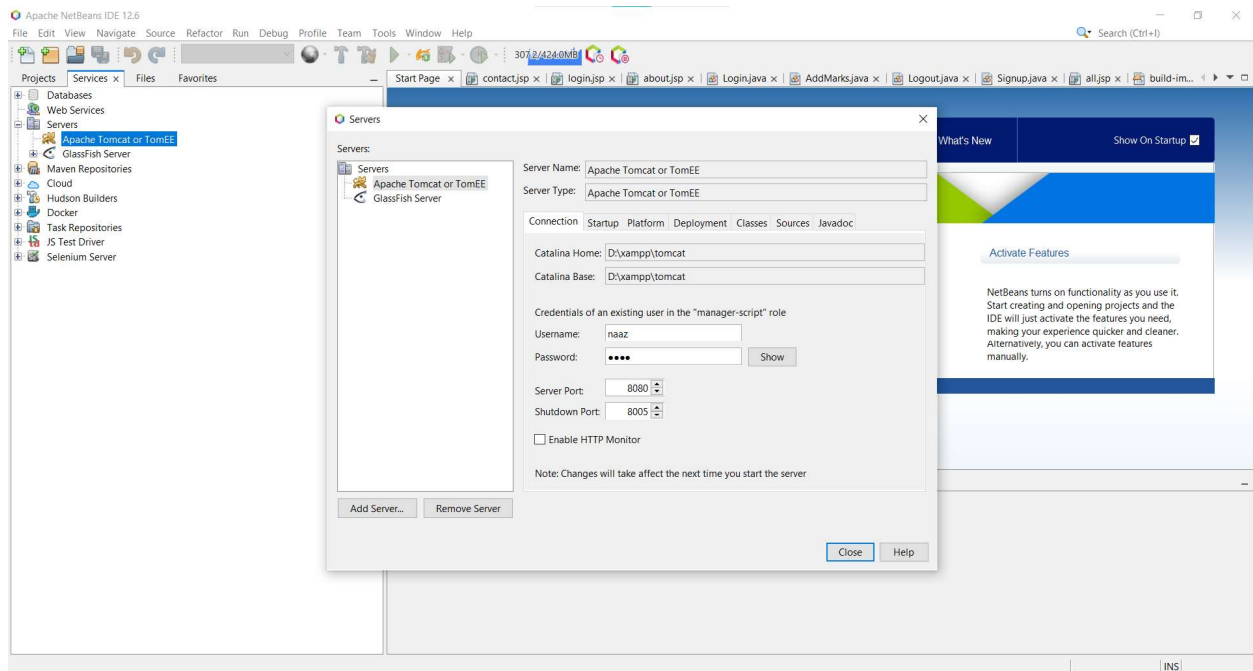 Apache NetBeans IDE 12.6
File Edit View Navigate Source Refactor Run Debug Profile Team Tools Window Help
Search (Ctrl+I)
307.2/424.0MB
Projects Services Files Favorites
Start Page contact.jsp login.jsp about.jsp Login.java AddMarks.java Logout.java Signup.java all.jsp build-im...
Databases
Web Services
Servers
Apache Tomcat or TomEE
GlassFish Server
Maven Repositories
Cloud
Hudson Builders
Docker
Task Repositories
JS Test Driver
Selenium Server
What's New
Show On Startup
Activate Features
NetBeans turns on functionality as you use it.
Start creating and opening projects and the
IDE will just activate the features you need,
making your experience quicker and cleaner.
Alternatively, you can activate features
manually.
Servers
Servers:
Servers
Apache Tomcat or TomEE
GlassFish Server
Server Name: Apache Tomcat or TomEE
Server Type: Apache Tomcat or TomEE
Connection Startup Platform Deployment Classes Sources Javadoc
Catalina Home: D:\xampp\tomcat
Catalina Base: D:\xampp\tomcat
Credentials of an existing user in the "manager-script" role
Username: naaz
Password: ●●●● Show
Server Port: 8080
Shutdown Port: 8005
Enable HTTP Monitor
Note: Changes will take affect the next time you start the server
Add Server... Remove Server
Close Help
INS